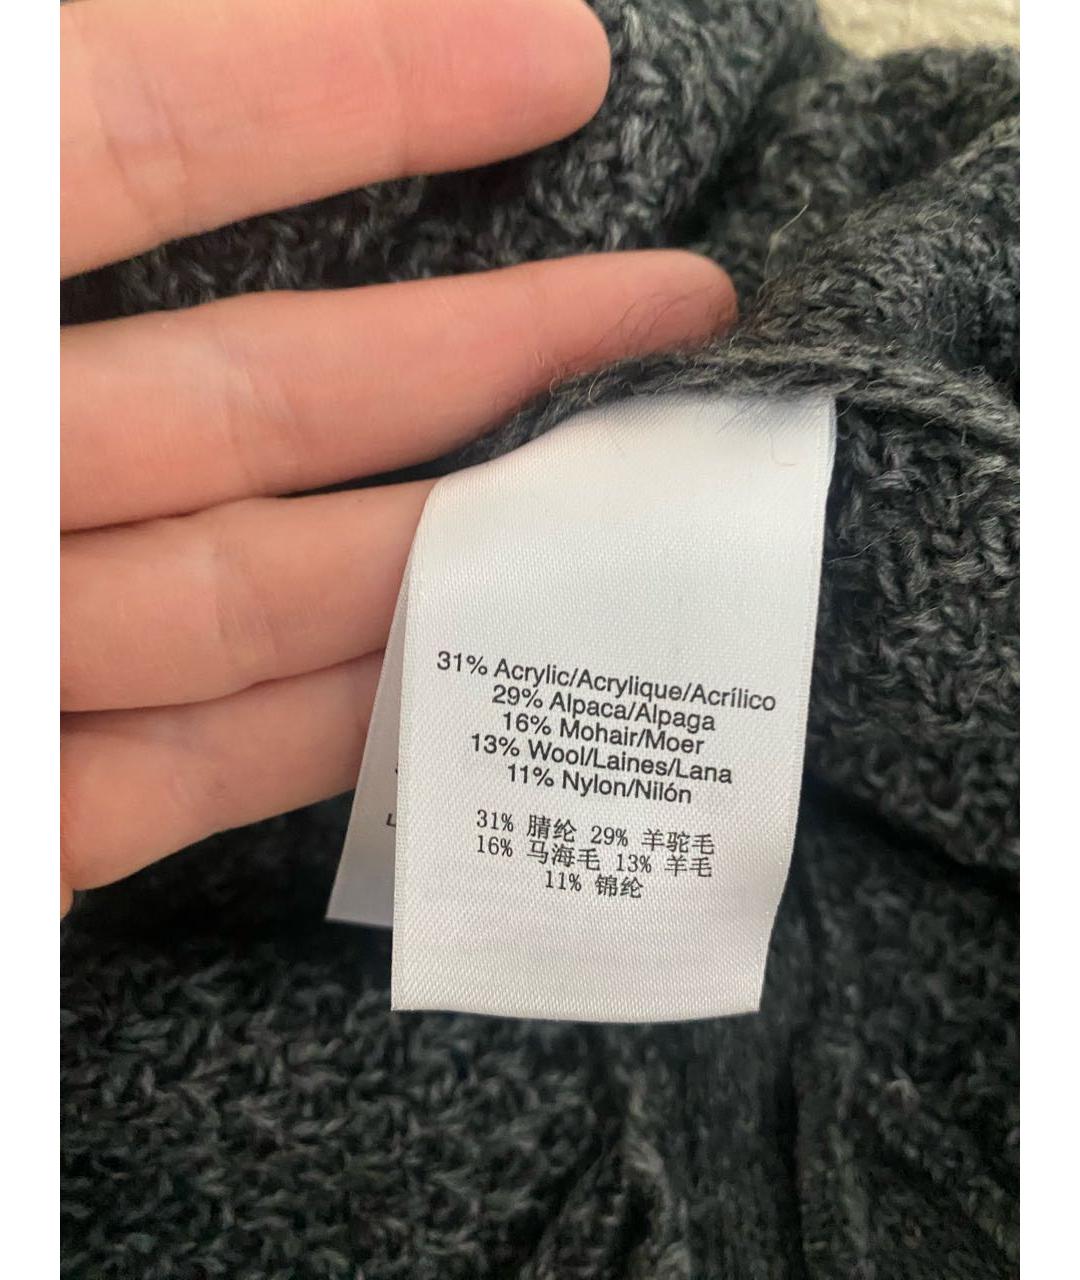 31% Acrylic/Acrylique/Acrílico
29% Alpaca/Alpaga
16% Mohair/Moer
13% Wool/Laines/Lana
11% Nylon/Nilón
31% 腈纶 29% 羊驼毛
16% 马海毛 13% 羊毛
11% 锦纶